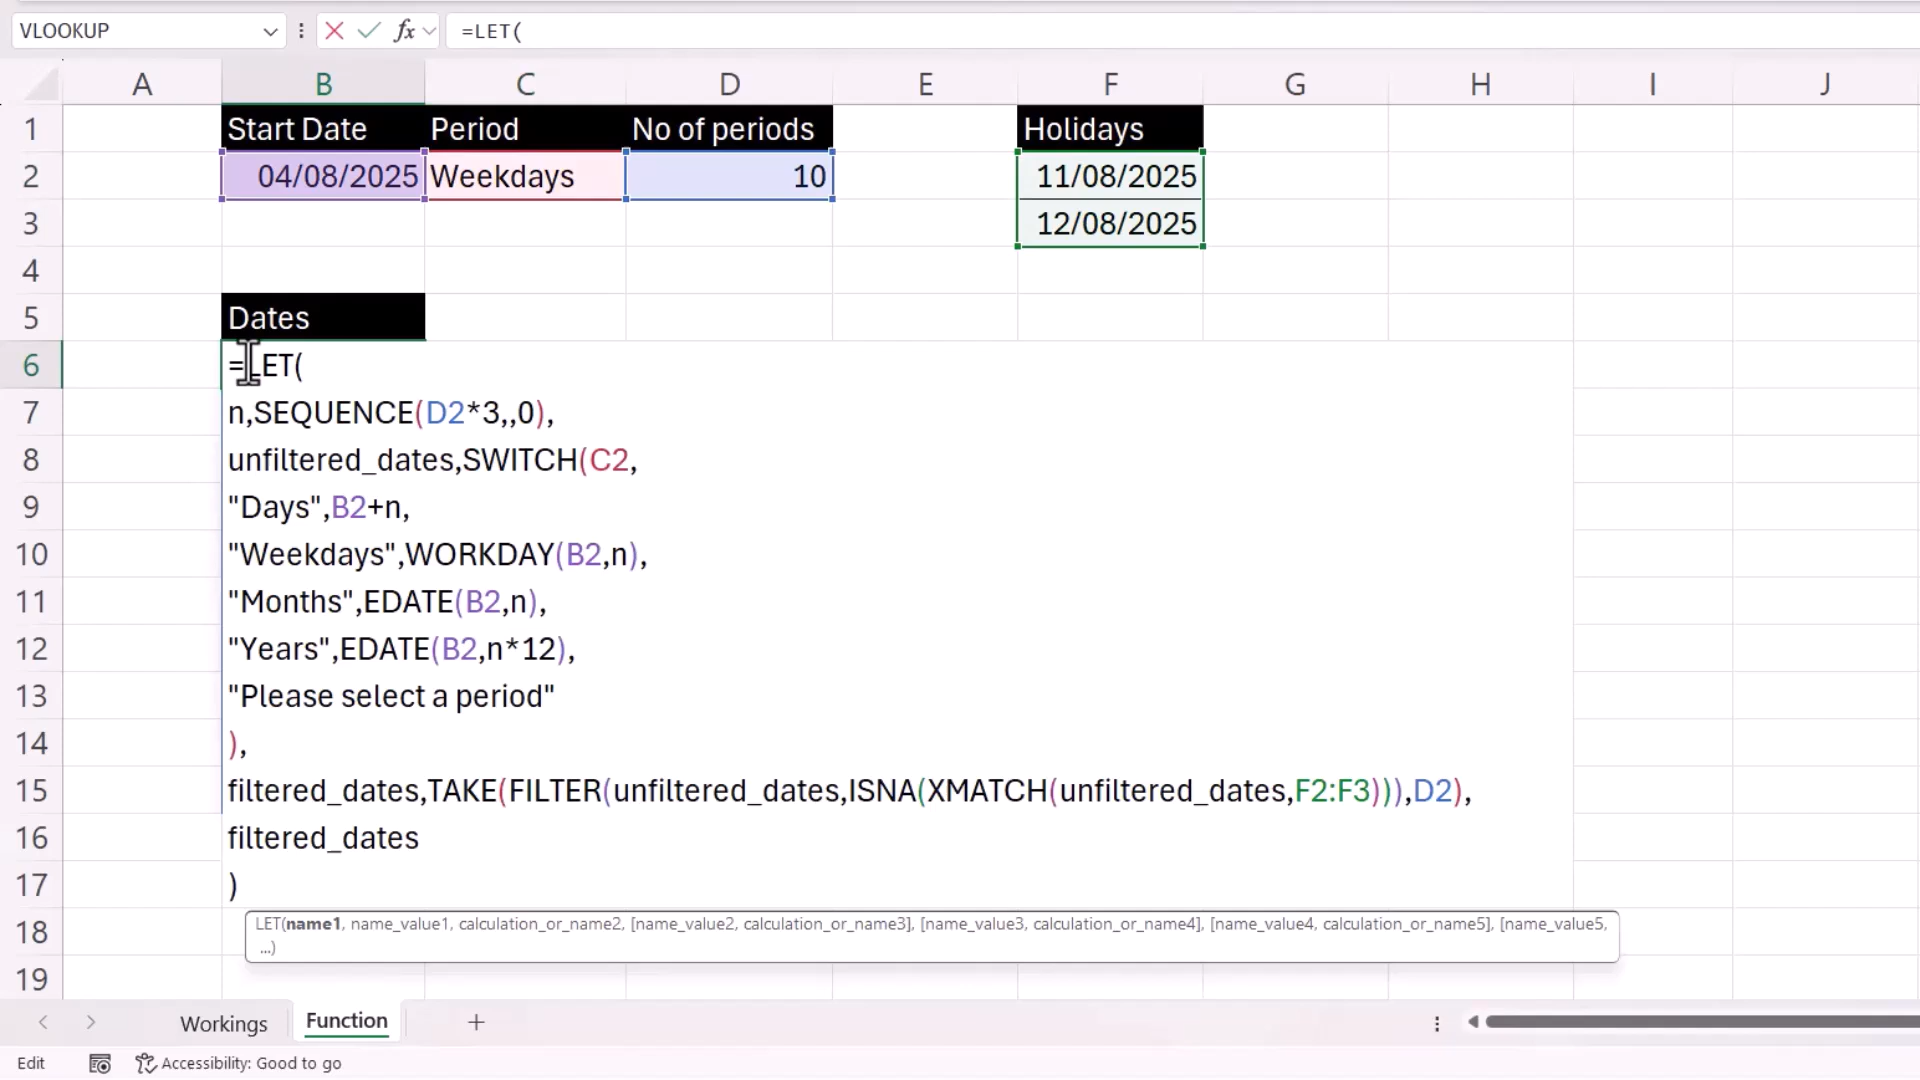 VLOOKUP
fx
=LET(
A B C D E F G H I J
1 Start Date Period No of periods Holidays
2 04/08/2025 Weekdays 10 11/08/2025
3 12/08/2025
4
5 Dates
6 =LET(
7 n,SEQUENCE(D2*3,,0),
8 unfiltered_dates,SWITCH(C2,
9 "Days",B2+n,
10 "Weekdays",WORKDAY(B2,n),
11 "Months",EDATE(B2,n),
12 "Years",EDATE(B2,n*12),
13 "Please select a period"
14 ),
15 filtered_dates,TAKE(FILTER(unfiltered_dates,ISNA(XMATCH(unfiltered_dates,F2:F3))),D2),
16 filtered_dates
17 )
18 LET(name1, name_value1, calculation_or_name2, [name_value2, calculation_or_name3], [name_value3, calculation_or_name4], [name_value4, calculation_or_name5], [name_value5,
...)
19
Workings Function
Edit Accessibility: Good to go